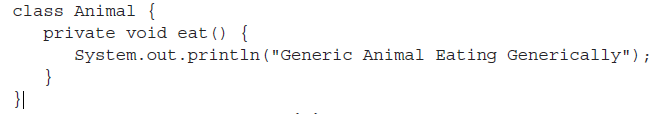 class Animal {
private void eat() {
System.out.println("Generic Animal Eating Generically");
}
}